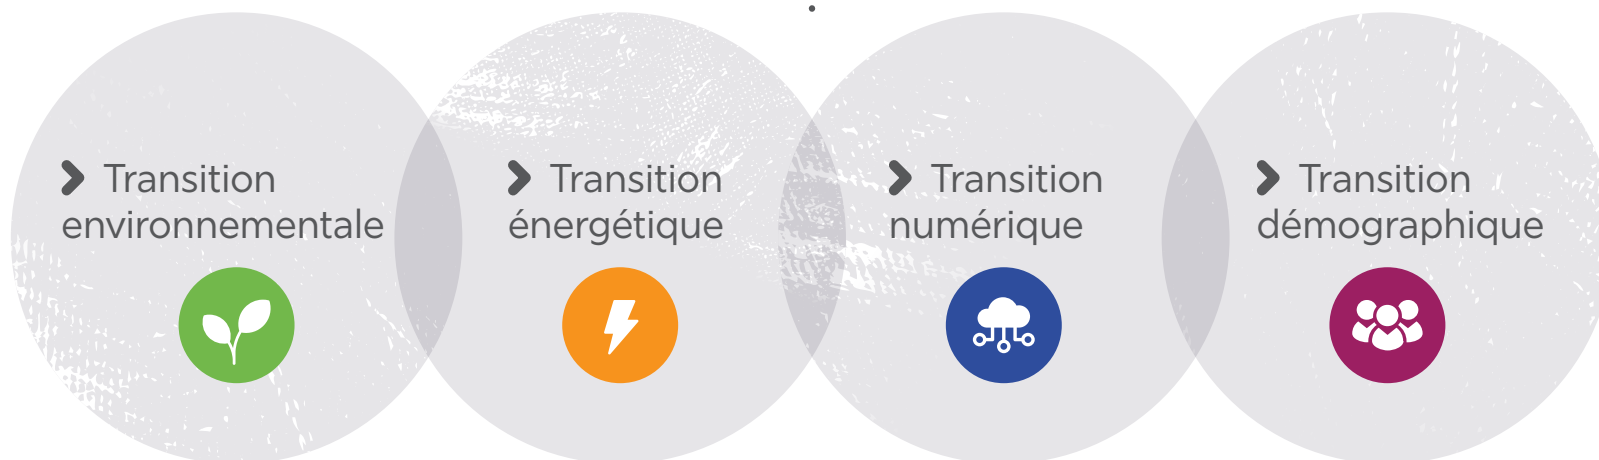 Transition
environnementale
Transition
énergétique
Transition
numérique
Transition
démographique